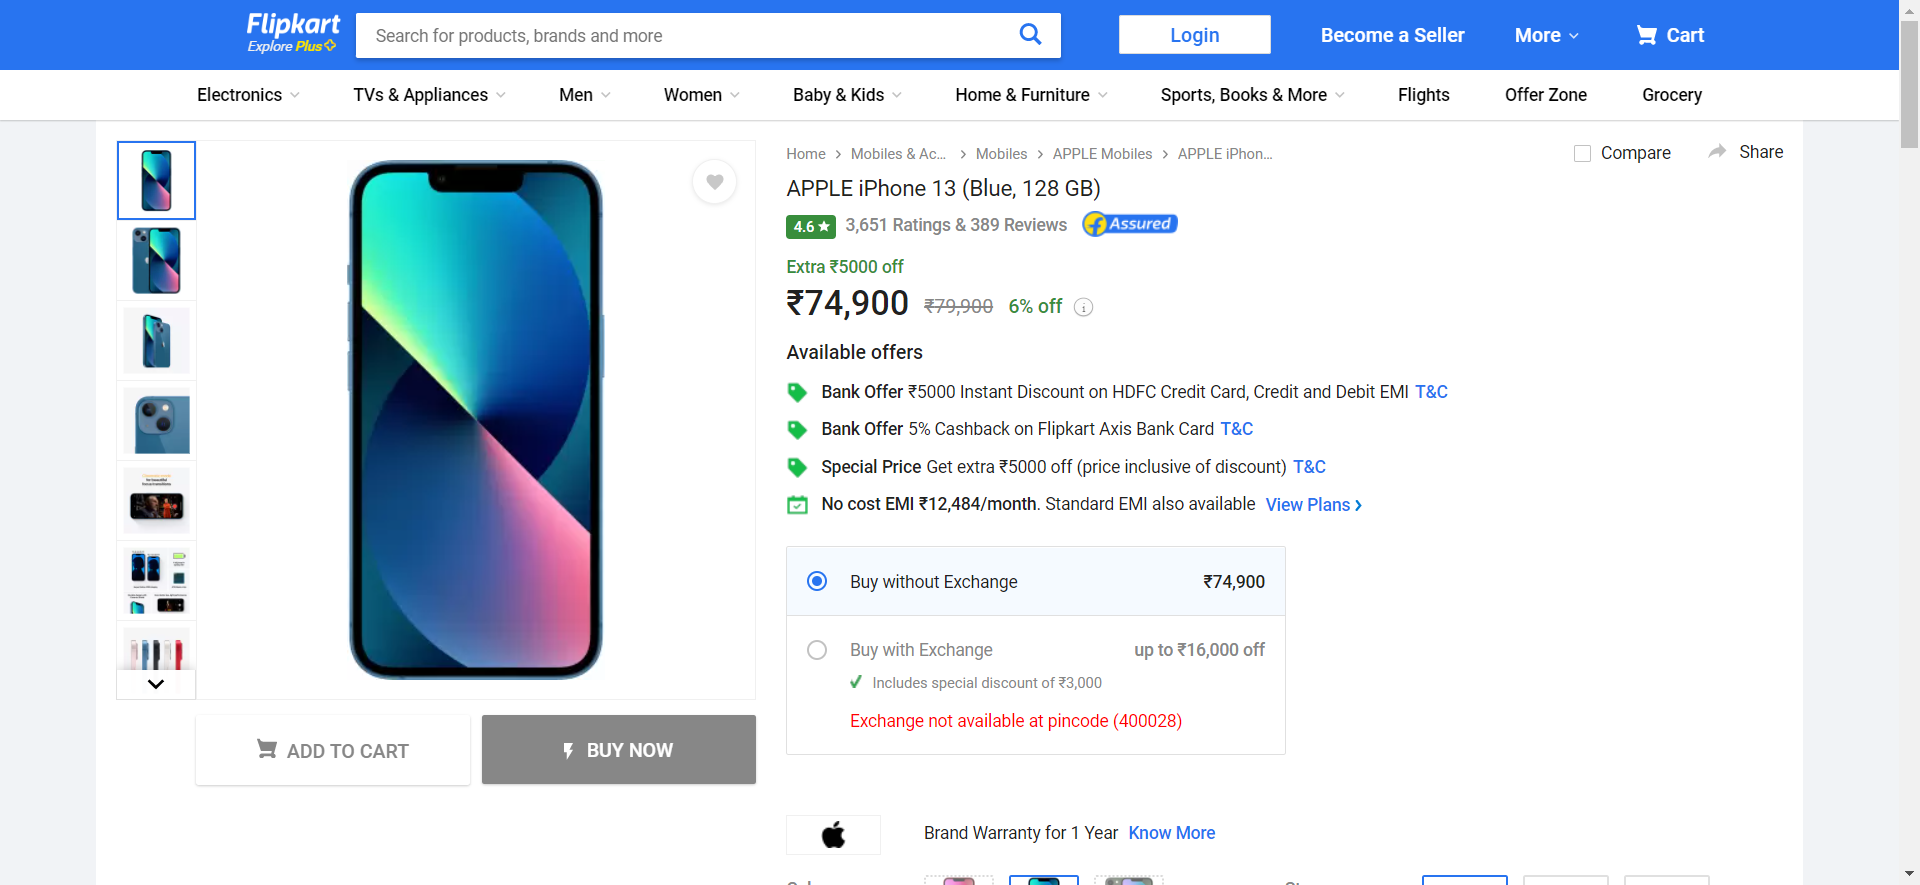 Flipkart
Explore Plus
Search for products, brands and more
Login
Become a Seller
More
Cart
Electronics
TVs & Appliances
Men
Women
Baby & Kids
Home & Furniture
Sports, Books & More
Flights
Offer Zone
Grocery
Home
Mobiles & Ac...
Mobiles
APPLE Mobiles
APPLE iPhon...
Compare
Share
APPLE iPhone 13 (Blue, 128 GB)
4.6 ★ 3,651 Ratings & 389 Reviews
Assured
Extra ₹5000 off
₹74,900 ₹79,900 6% off
Available offers
Bank Offer ₹5000 Instant Discount on HDFC Credit Card, Credit and Debit EMI T&C
Bank Offer 5% Cashback on Flipkart Axis Bank Card T&C
Special Price Get extra ₹5000 off (price inclusive of discount) T&C
No cost EMI ₹12,484/month. Standard EMI also available View Plans
Buy without Exchange ₹74,900
Buy with Exchange up to ₹16,000 off
Includes special discount of ₹3,000
Exchange not available at pincode (400028)
ADD TO CART
BUY NOW
Brand Warranty for 1 Year Know More